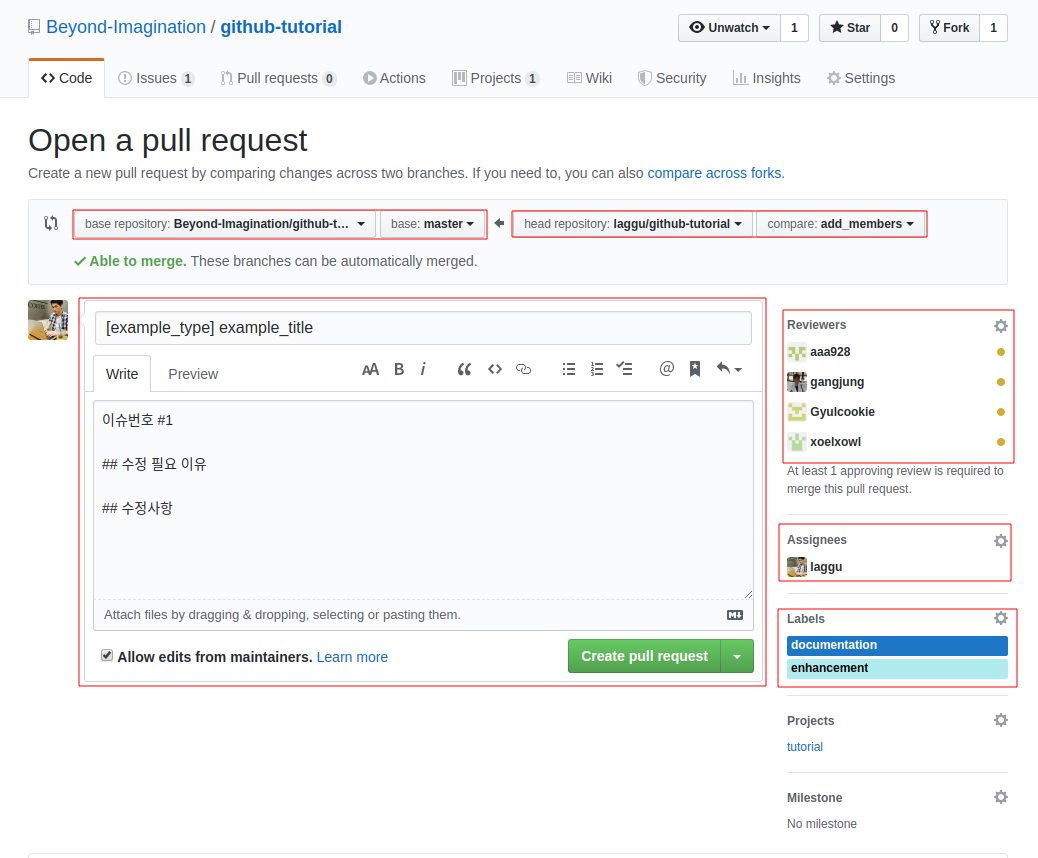 Beyond-Imagination / github-tutorial
Unwatch 1 Star 0 Fork 1
Code Issues 1 Pull requests 0 Actions Projects 1 Wiki Security Insights Settings
Open a pull request
Create a new pull request by comparing changes across two branches. If you need to, you can also compare across forks.
base repository: Beyond-Imagination/github-t... base: master head repository: laggu/github-tutorial compare: add_members
Able to merge. These branches can be automatically merged.
[example_type] example_title
Write Preview
이슈번호 #1
## 수정 필요 이유
## 수정사항
Attach files by dragging & dropping, selecting or pasting them.
Allow edits from maintainers. Learn more
Create pull request
Reviewers
aaa928
gangjung
Gyulcookie
xoelxowl
At least 1 approving review is required to
merge this pull request.
Assignees
laggu
Labels
documentation
enhancement
Projects
tutorial
Milestone
No milestone